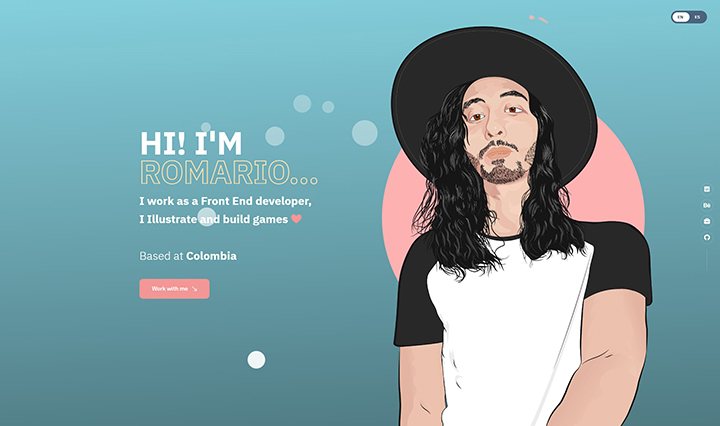 EN ES
HI! I'M
ROMARIO...
I work as a Front End developer,
I Illustrate and build games
Based at Colombia
Work with me
Bē